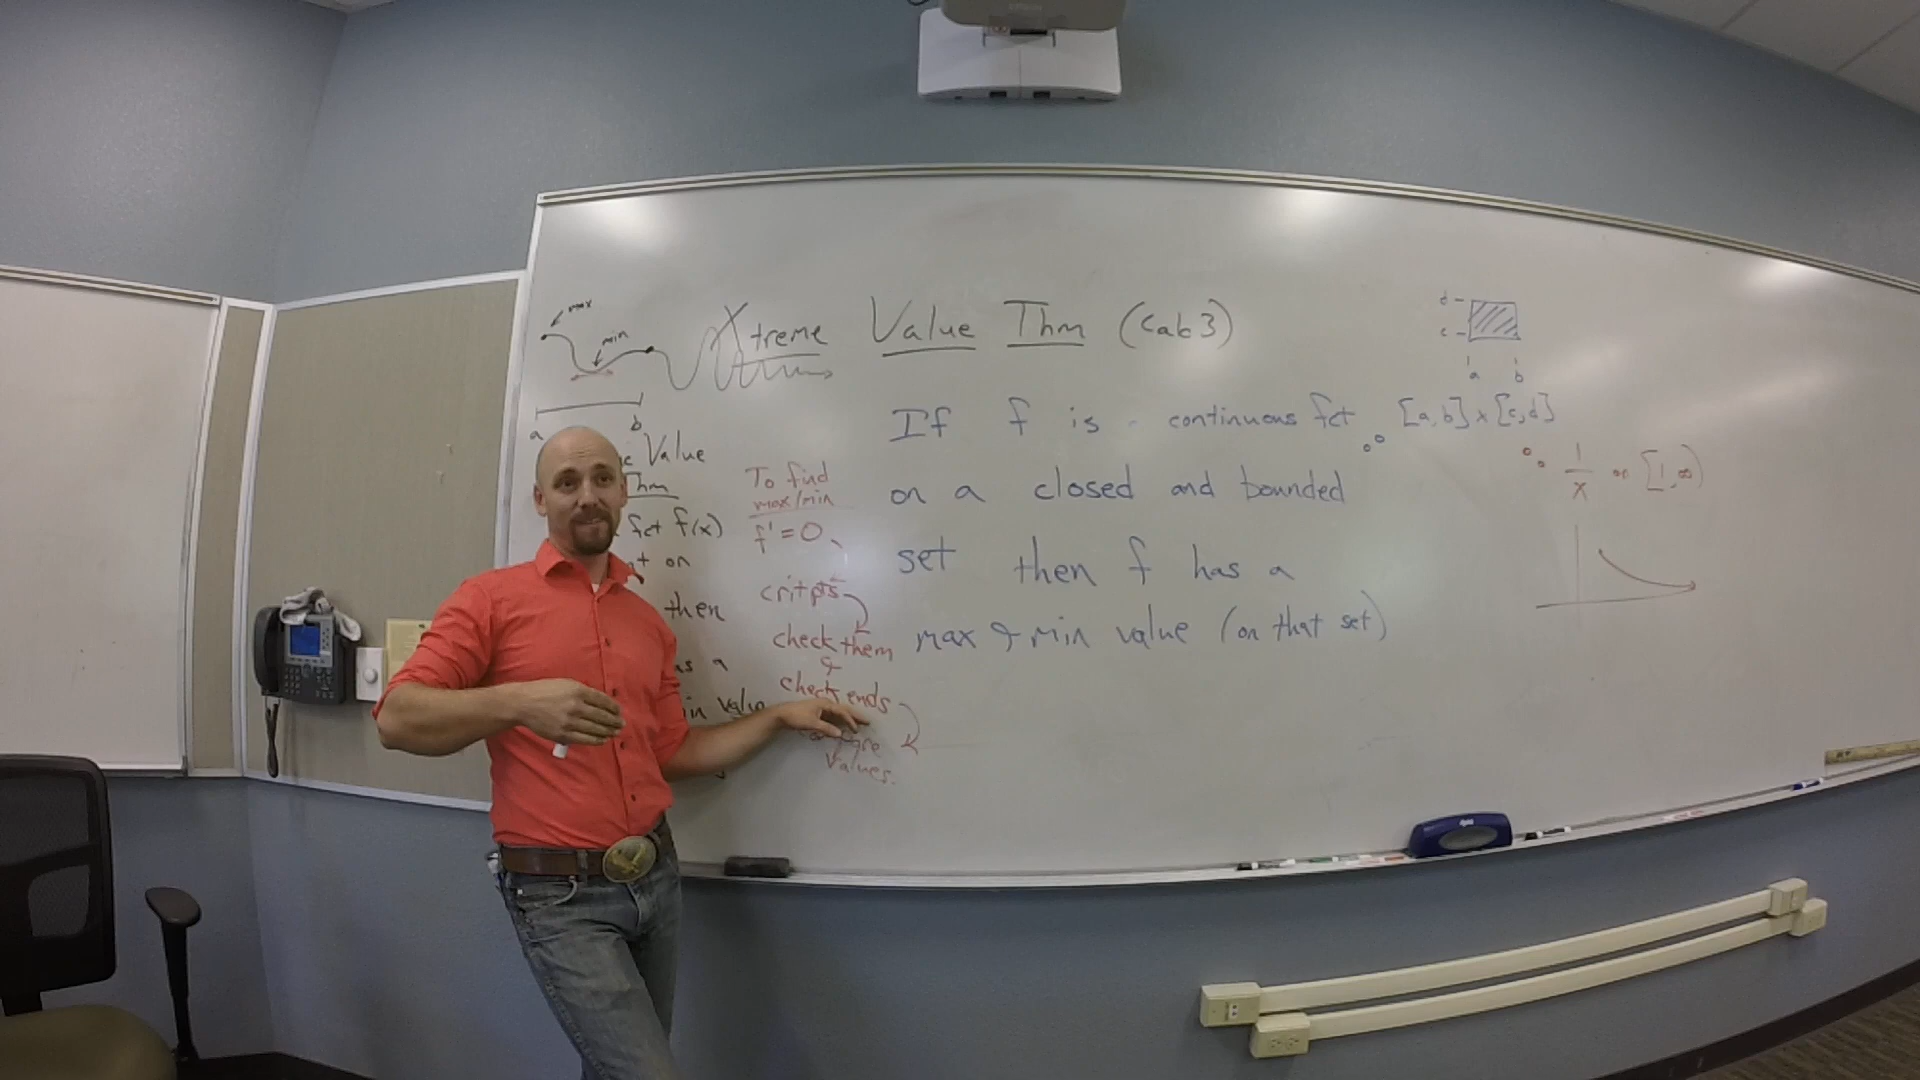 max
min
a b
Xtreme Value Thm (Calc 3)
Value
Thm
fct f(x)
on
then
a
value
To find
max/min
f' = 0
crit pts
check them
&
check ends
values.
If f is continuous fct
on a closed and bounded
set then f has a
max & min value (on that set)
d
c
a b
[a,b] x [c,d]
1/x on [1,∞)